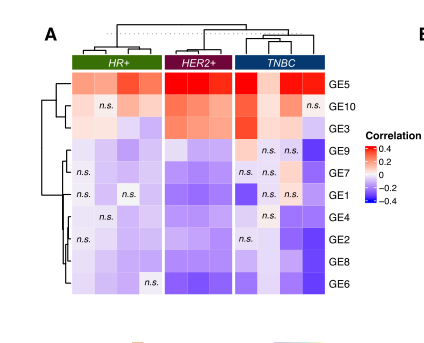 A
B
HR+ HER2+ TNBC
GE5
n.s. n.s. GE10
GE3
n.s. n.s. GE9
n.s. n.s. n.s. GE7
n.s. n.s. n.s. n.s. GE1
n.s. n.s. GE4
n.s. n.s. GE2
GE8
n.s. GE6
Correlation
0.4
0.2
0
−0.2
−0.4